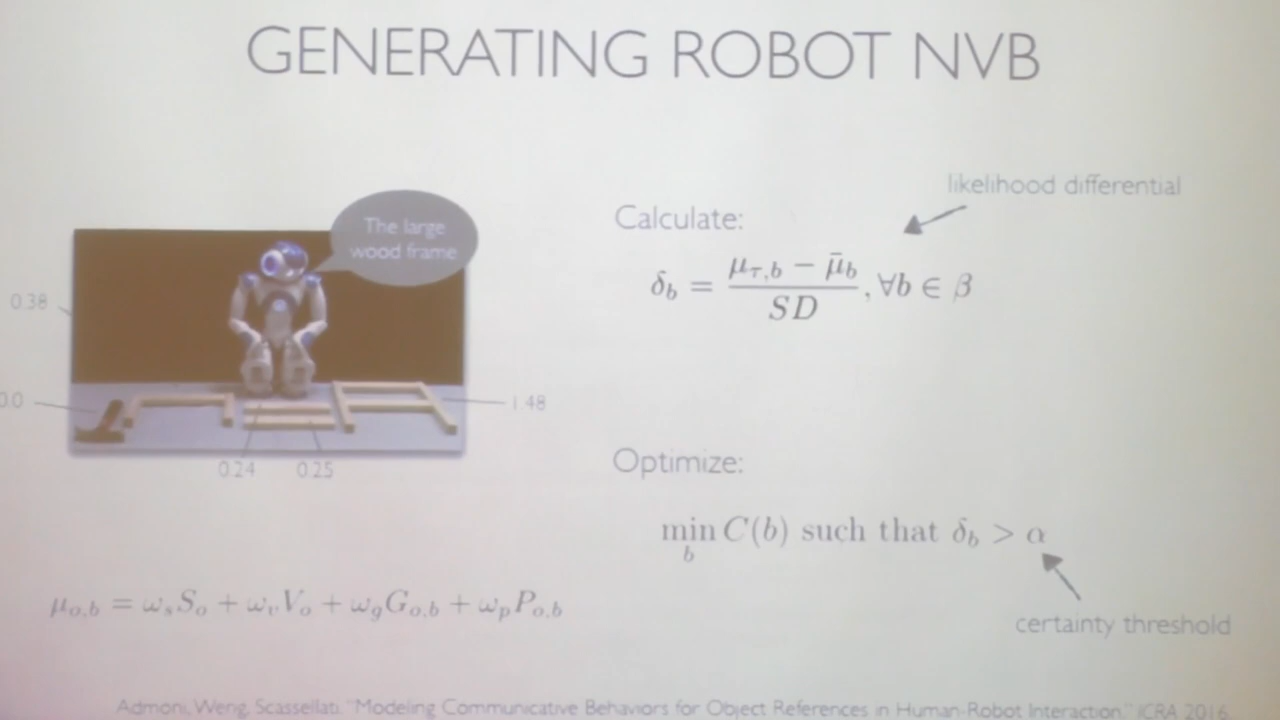 GENERATING ROBOT NVB
The large
wood frame
0.38
0.0
1.48
0.24
0.25
μ_{o,b} = ω_s S_o + ω_v V_o + ω_g G_{o,b} + ω_p P_{o,b}
likelihood differential
Calculate:
δ_b = \frac{μ_{τ,b} − \bar{μ}_b}{SD}, ∀b ∈ β
Optimize:
min_b C(b) such that δ_b > α
certainty threshold
Admoni, Weng, Scassellati. "Modeling Communicative Behaviors for Object References in Human-Robot Interaction." ICRA 2016.